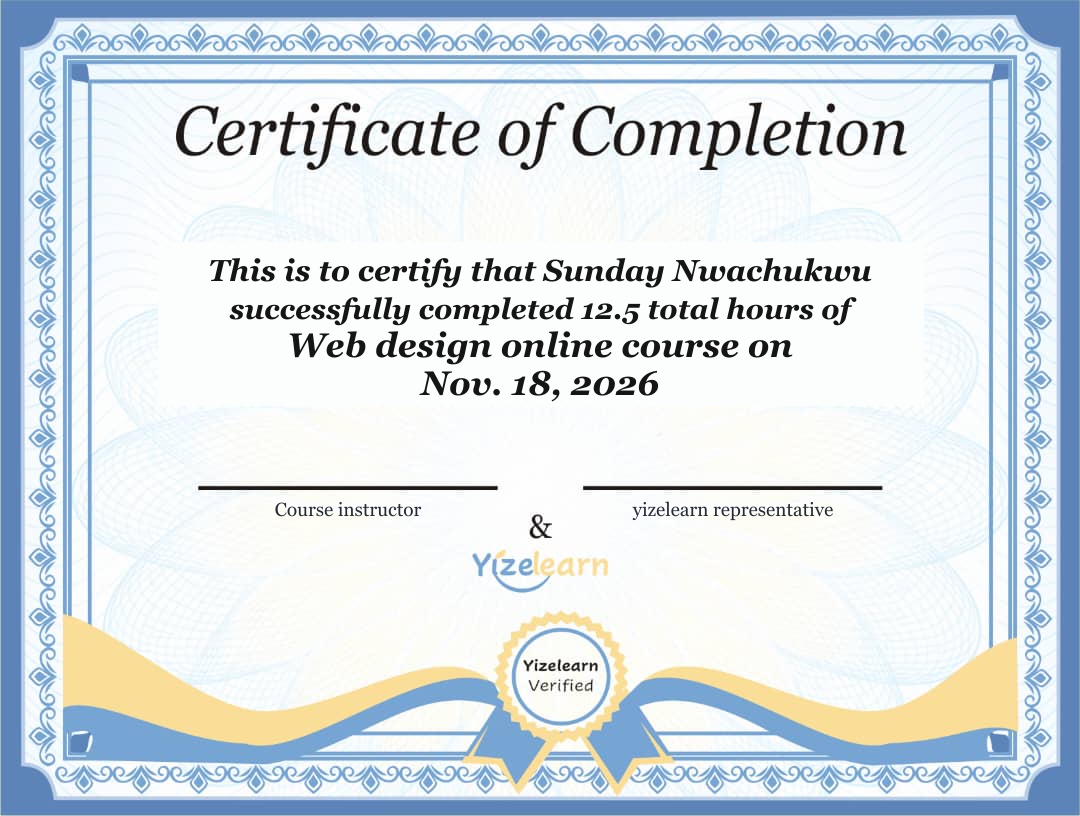 Certificate of Completion
This is to certify that Sunday Nwachukwu
successfully completed 12.5 total hours of
Web design online course on
Nov. 18, 2026
Course instructor
yizelearn representative
&
Yizelearn
Yizelearn
Verified